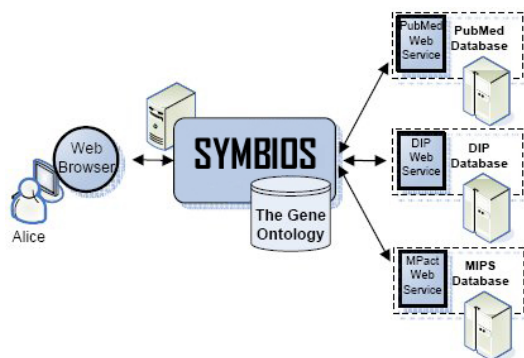 PubMed
Web
Service
PubMed
Database
Web
Browser
Alice
SYMBIOS
The Gene
Ontology
DIP
Web
Service
DIP
Database
MPact
Web
Service
MIPS
Database